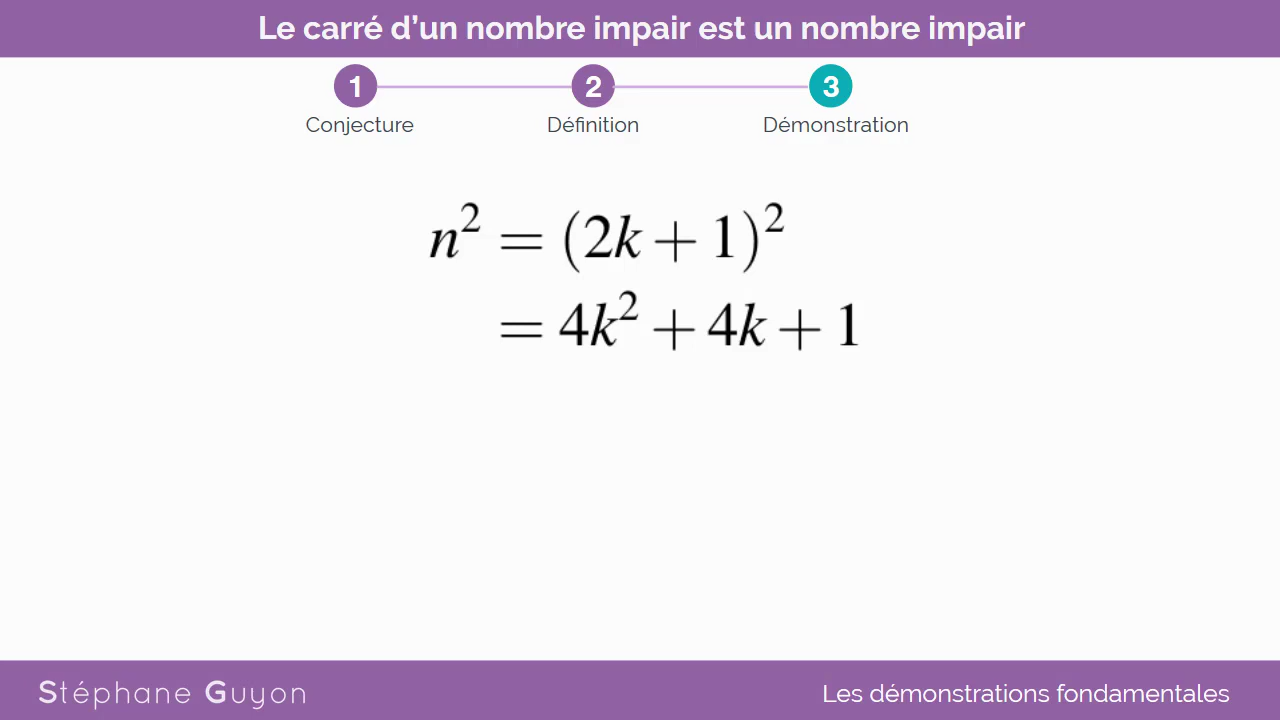 Le carré d’un nombre impair est un nombre impair
1 2 3
Conjecture Définition Démonstration
n² = (2k + 1)²
= 4k² + 4k + 1
Stéphane Guyon Les démonstrations fondamentales